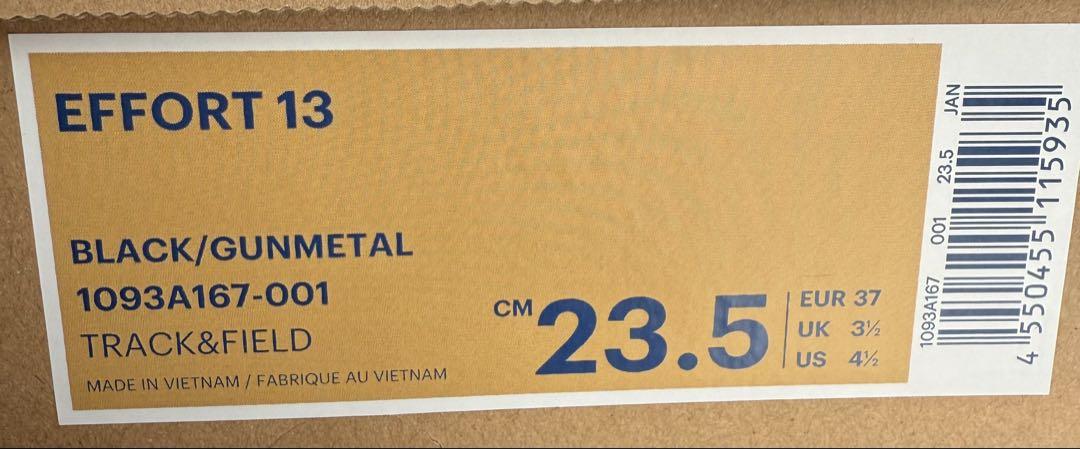 EFFORT 13
BLACK/GUNMETAL
1093A167-001
TRACK&FIELD
MADE IN VIETNAM / FABRIQUE AU VIETNAM
CM 23.5
EUR 37
UK 3½
US 4½
1093A167 001 23.5 JAN
4 550455 115935